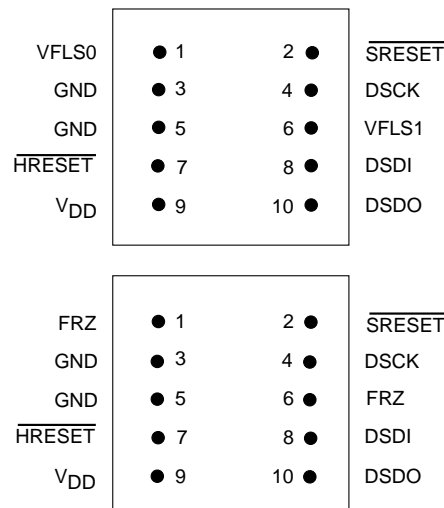 VFLS0 1 2 SRESET
GND 3 4 DSCK
GND 5 6 VFLS1
HRESET 7 8 DSDI
VDD 9 10 DSDO
FRZ 1 2 SRESET
GND 3 4 DSCK
GND 5 6 FRZ
HRESET 7 8 DSDI
VDD 9 10 DSDO